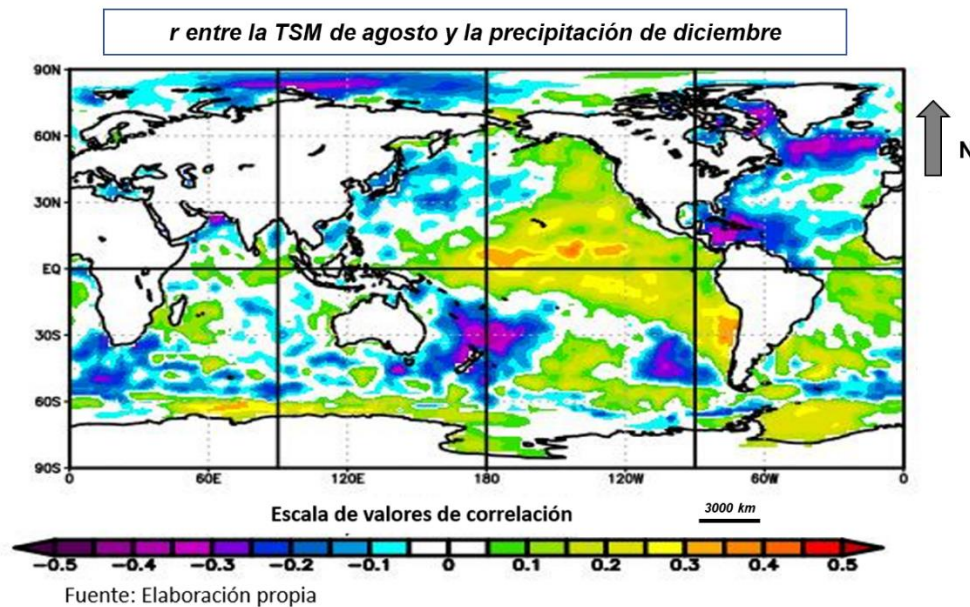 r entre la TSM de agosto y la precipitación de diciembre
90N
60N
30N
EQ
30S
60S
90S
N
0 60E 120E 180 120W 60W 0
Escala de valores de correlación
3000 km
−0.5 −0.4 −0.3 −0.2 −0.1 0 0.1 0.2 0.3 0.4 0.5
Fuente: Elaboración propia